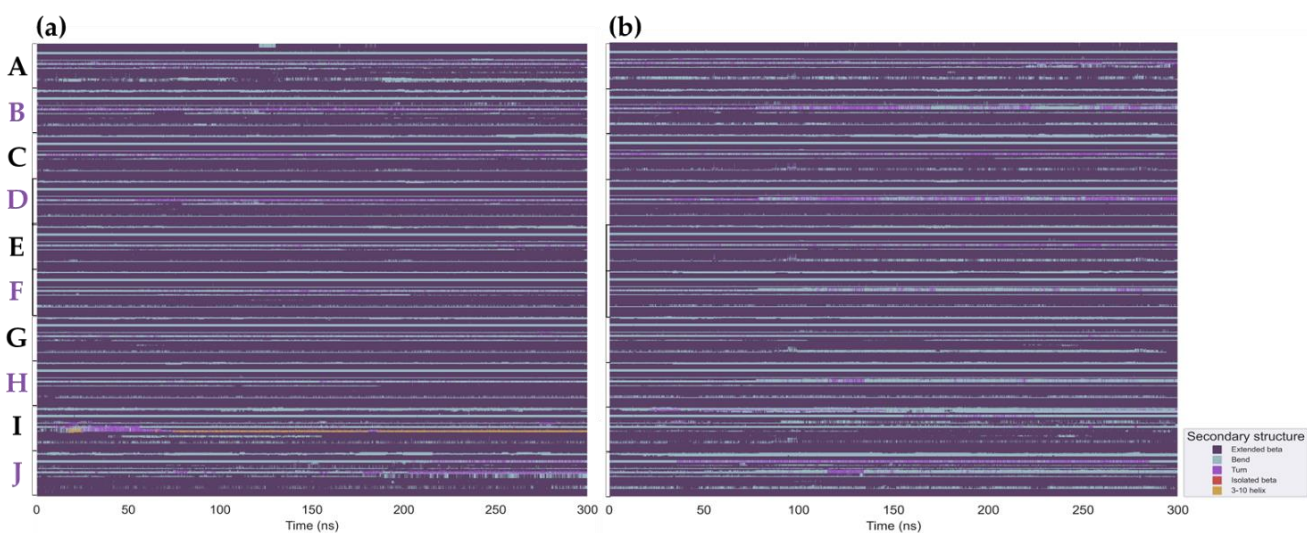 (a)
(b)
A
B
C
D
E
F
G
H
I
J
0 50 100 150 200 250 300
Time (ns)
0 50 100 150 200 250 300
Time (ns)
Secondary structure
Extended beta
Bend
Turn
Isolated beta
3-10 helix